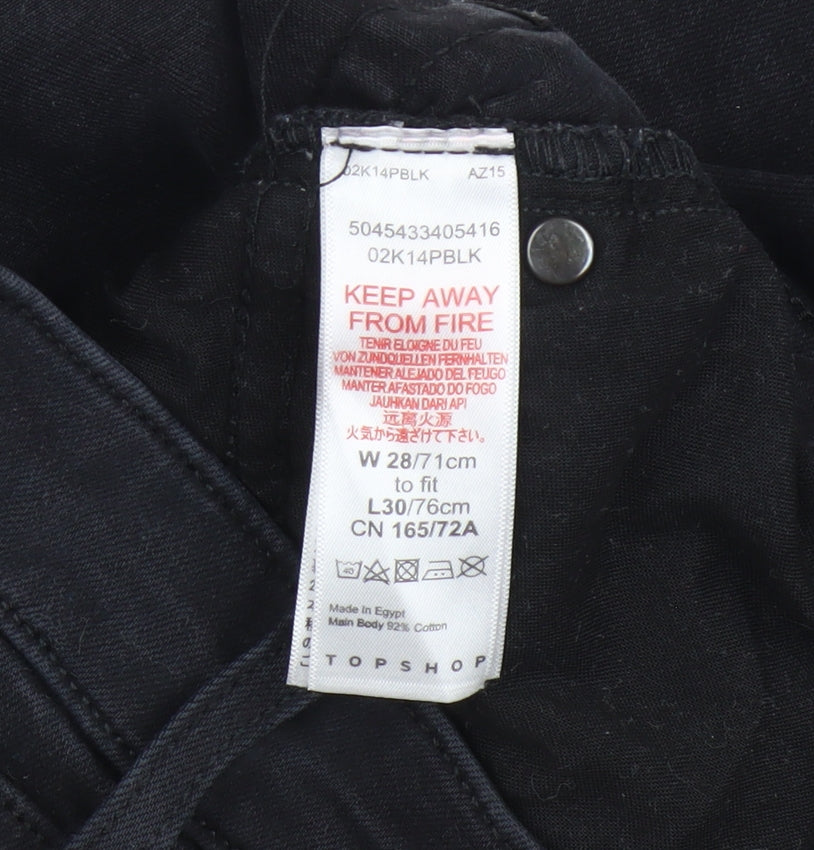 02K14PBLK AZ15
5045433405416
02K14PBLK
KEEP AWAY
FROM FIRE
TENIR ELOIGNE DU FEU
VON ZUNDQUELLEN FERNHALTEN
MANTENER ALEJADO DEL FEUGO
MANTER AFASTADO DO FOGO
JAUHKAN DARI API
远离火源
火気から遠ざけて下さい。
W 28/71cm
to fit
L30/76cm
CN 165/72A
40
Made In Egypt
Main Body 92% Cotton
TOPSHOP